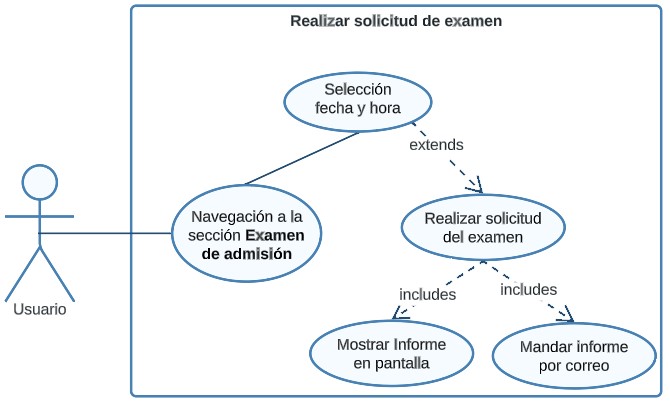 Realizar solicitud de examen
Selección
fecha y hora
extends
Navegación a la
sección Examen
de admisión
Realizar solicitud
del examen
Usuario
includes
includes
Mostrar Informe
en pantalla
Mandar informe
por correo